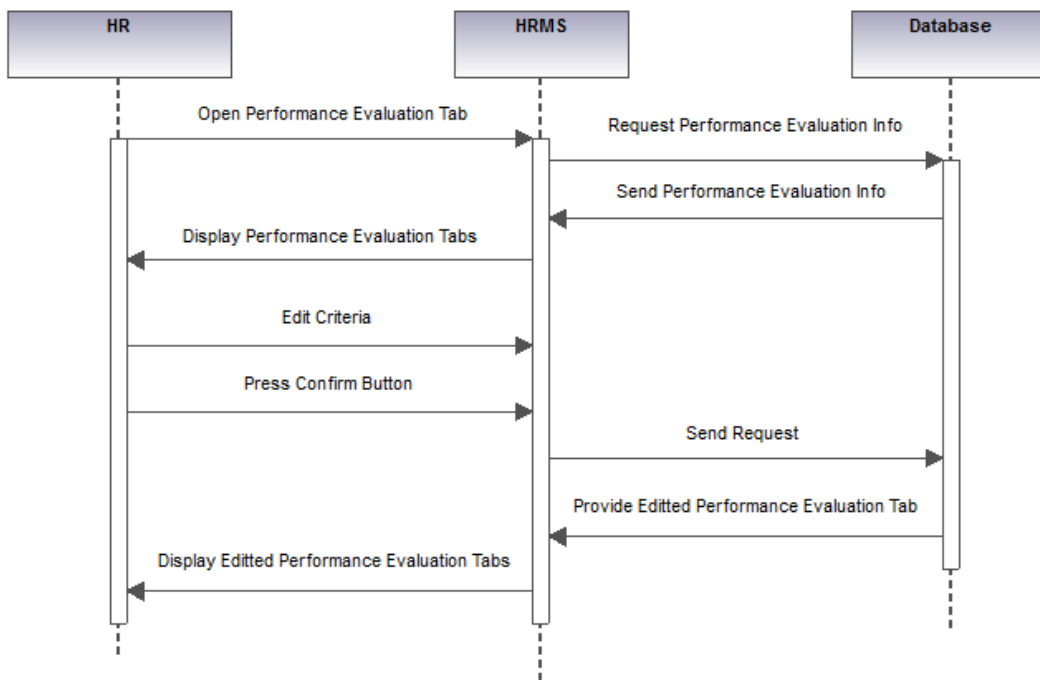 HR
HRMS
Database
Open Performance Evaluation Tab
Request Performance Evaluation Info
Send Performance Evaluation Info
Display Performance Evaluation Tabs
Edit Criteria
Press Confirm Button
Send Request
Provide Editted Performance Evaluation Tab
Display Editted Performance Evaluation Tabs